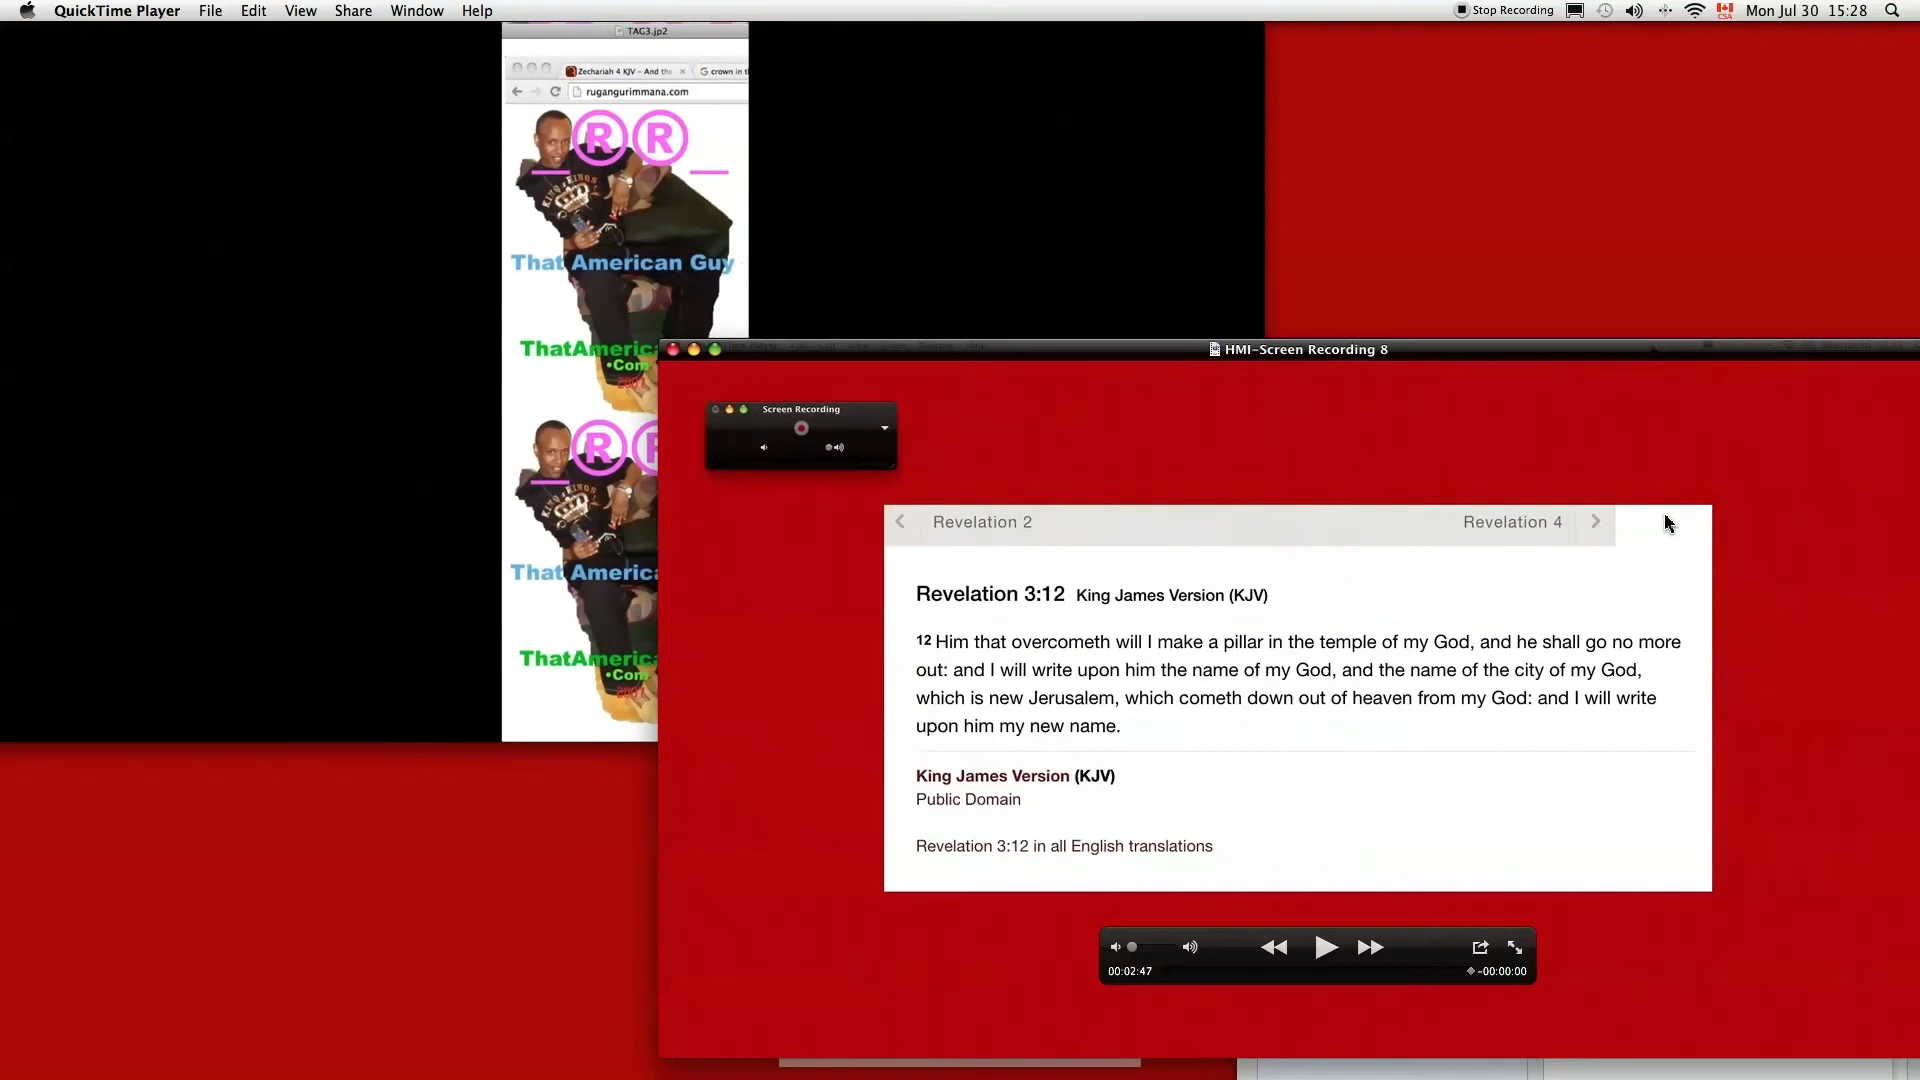 QuickTime Player File Edit View Share Window Help
Stop Recording CSA Mon Jul 30 15:28
TAG3.jp2
Zechariah 4 KJV - And the
crown in t
rugangurimmana.com
_®®_
KING of KINGS
That American Guy
ThatAmeric
•Com
HMI-Screen Recording 8
Screen Recording
_®
KINGS
That America
ThatAmeric
•Com
Revelation 2
Revelation 4
Revelation 3:12 King James Version (KJV)
12 Him that overcometh will I make a pillar in the temple of my God, and he shall go no more
out: and I will write upon him the name of my God, and the name of the city of my God,
which is new Jerusalem, which cometh down out of heaven from my God: and I will write
upon him my new name.
King James Version (KJV)
Public Domain
Revelation 3:12 in all English translations
00:02:47
-00:00:00